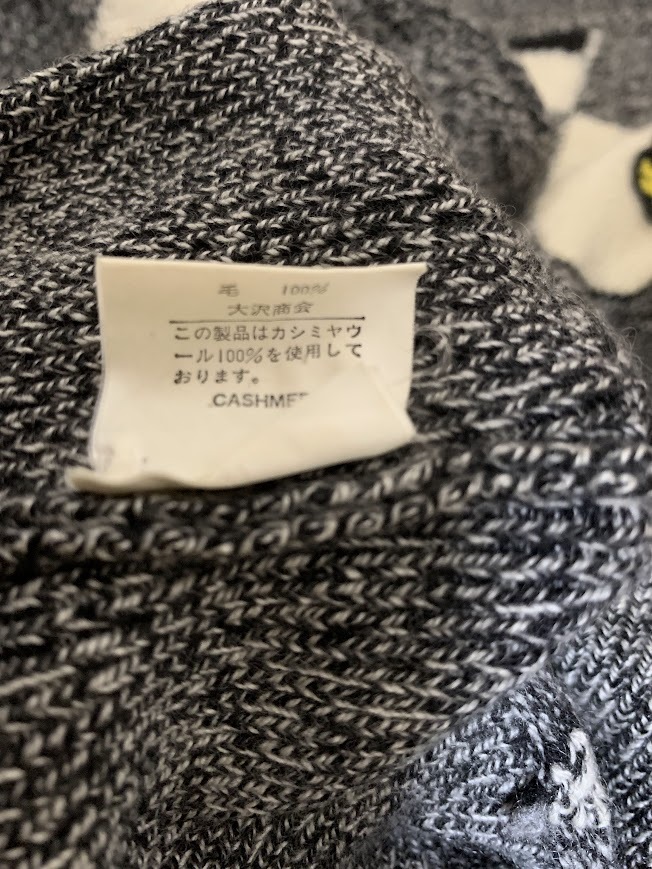 毛 100%
大沢商会
この製品はカシミヤウ
ール100%を使用して
おります。